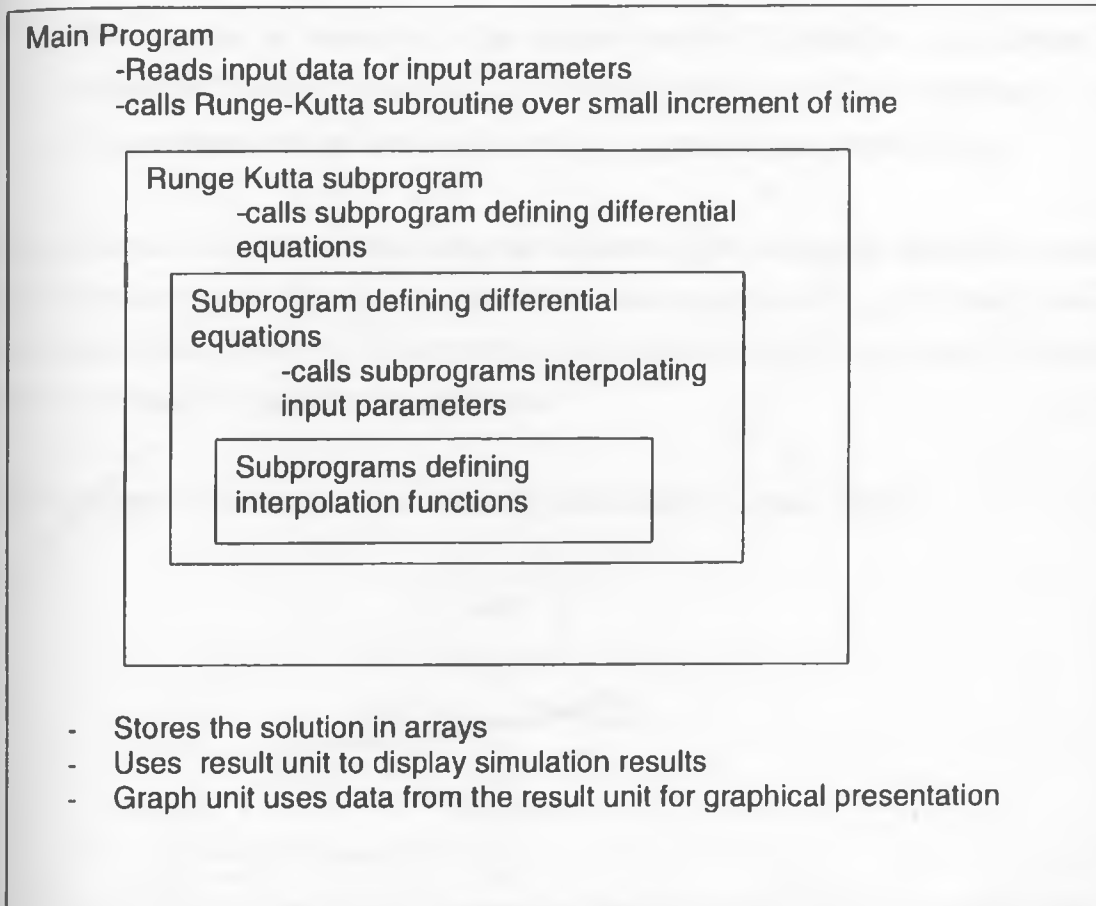 Main Program
-Reads input data for input parameters
-calls Runge-Kutta subroutine over small increment of time
Runge Kutta subprogram
-calls subprogram defining differential
equations
Subprogram defining differential
equations
-calls subprograms interpolating
input parameters
Subprograms defining
interpolation functions
- Stores the solution in arrays
- Uses result unit to display simulation results
- Graph unit uses data from the result unit for graphical presentation